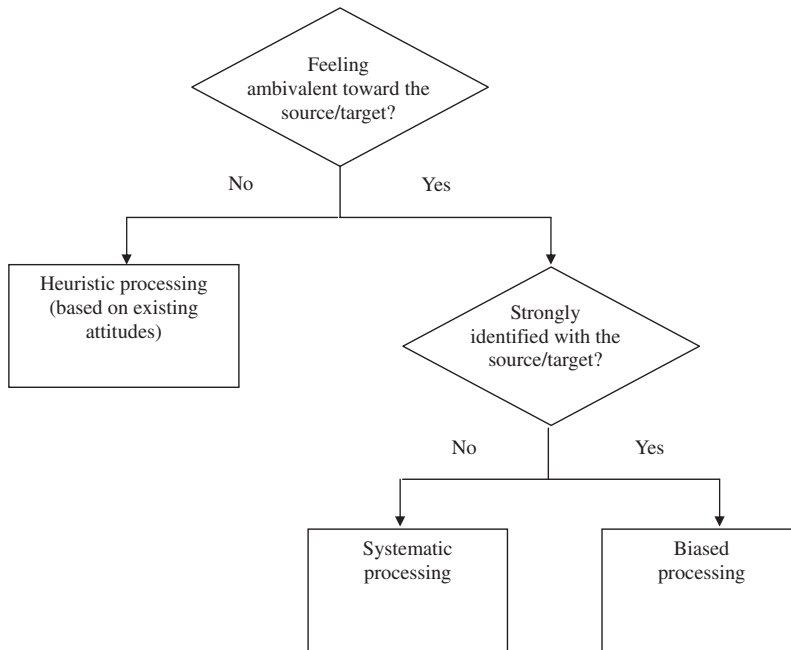 Feeling
ambivalent toward the
source/target?
No
Yes
Heuristic processing
(based on existing
attitudes)
Strongly
identified with the
source/target?
No
Yes
Systematic
processing
Biased
processing